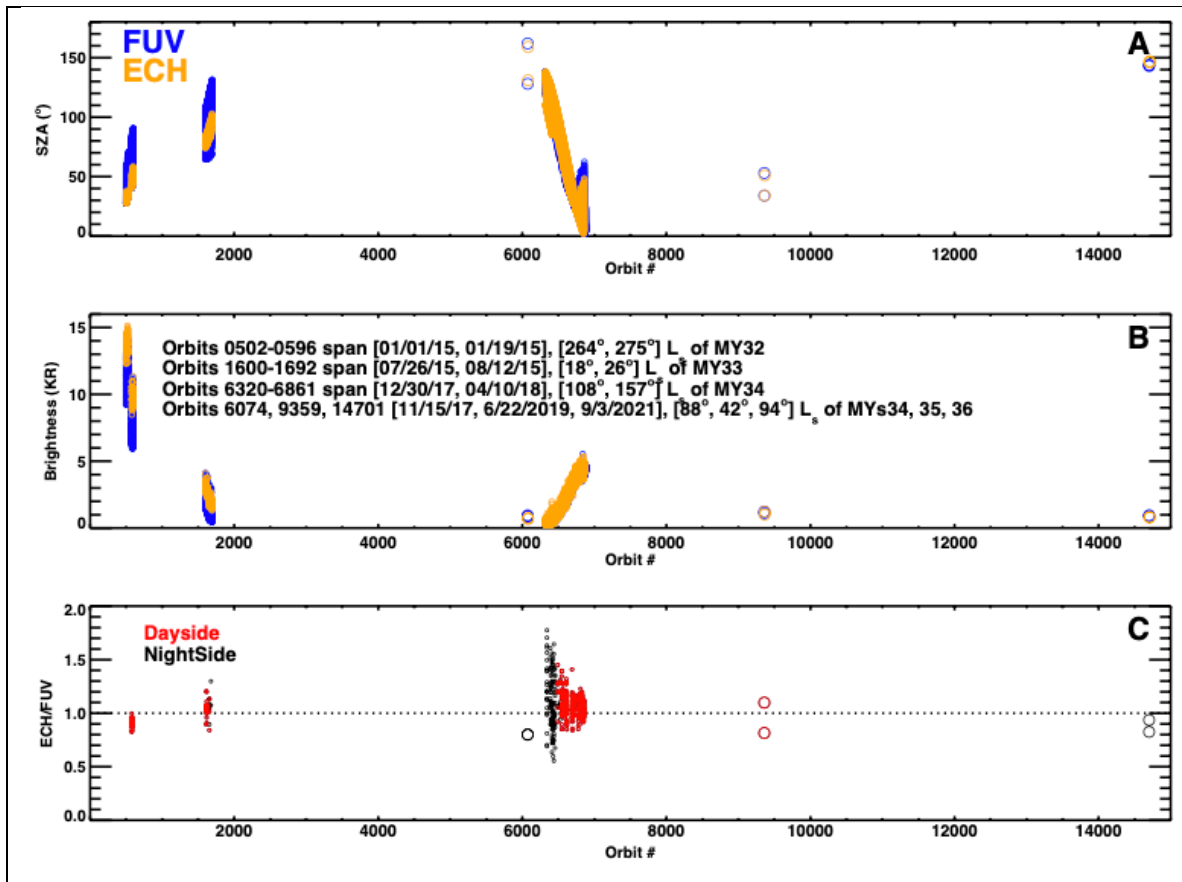 FUV
ECH
A
150
100
50
0
SZA (°)
2000 4000 6000 8000 10000 12000 14000
Orbit #
B
15
10
5
0
Brightness (KR)
Orbits 0502-0596 span [01/01/15, 01/19/15], [264°, 275°] Ls of MY32
Orbits 1600-1692 span [07/26/15, 08/12/15], [18°, 26°] Ls of MY33
Orbits 6320-6861 span [12/30/17, 04/10/18], [108°, 157°] Ls of MY34
Orbits 6074, 9359, 14701 [11/15/17, 6/22/2019, 9/3/2021], [88°, 42°, 94°] Ls of MYs34, 35, 36
2000 4000 6000 8000 10000 12000 14000
Orbit #
C
Dayside
NightSide
2.0
1.5
1.0
0.5
0.0
ECH/FUV
2000 4000 6000 8000 10000 12000 14000
Orbit #